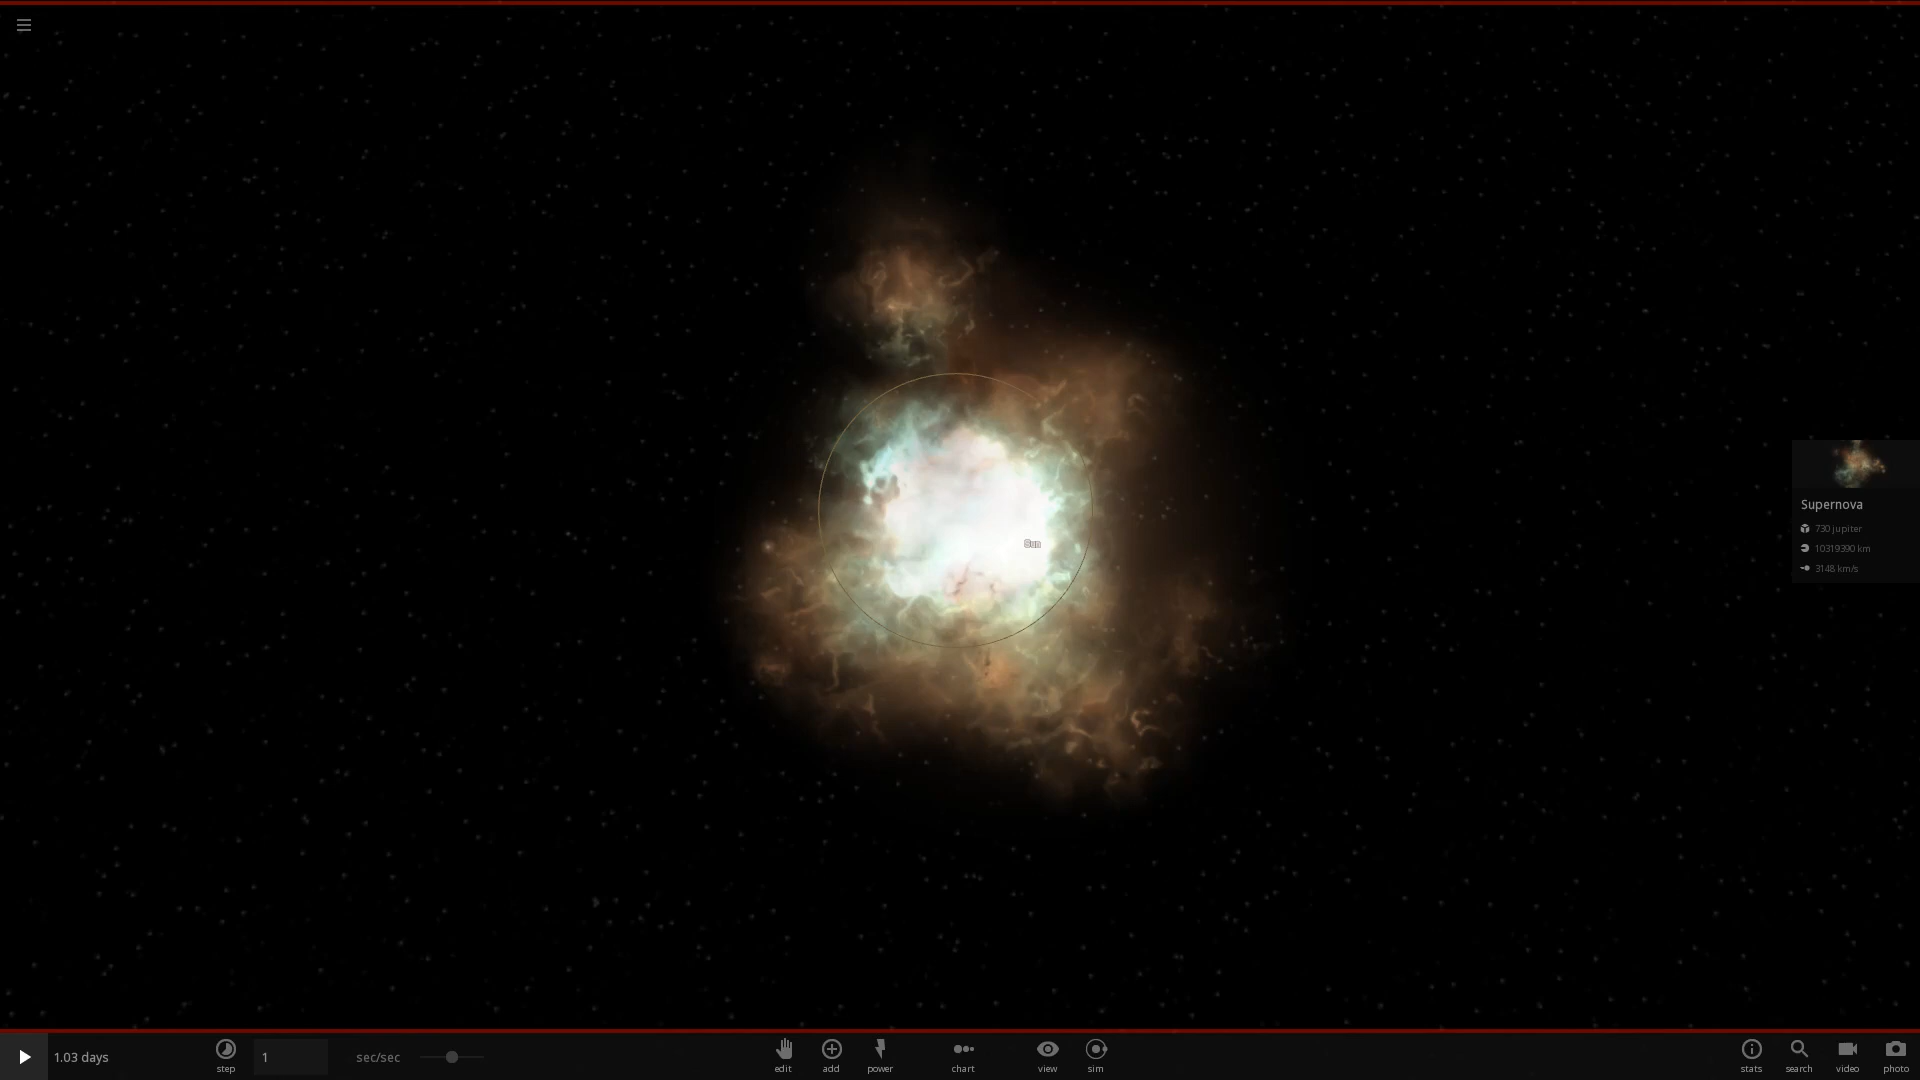 Sun
Supernova
730 jupiter
10319390 km
3148 km/s
1.03 days
step
1
sec/sec
edit
add
power
chart
view
sim
stats
search
video
photo